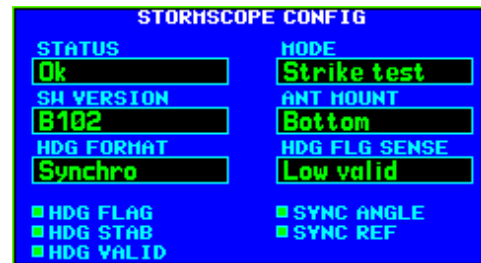 STORMSCOPE CONFIG
STATUS
Ok
MODE
Strike test
SW VERSION
B102
ANT MOUNT
Bottom
HDG FORMAT
Synchro
HDG FLG SENSE
Low valid
HDG FLAG
HDG STAB
HDG VALID
SYNC ANGLE
SYNC REF